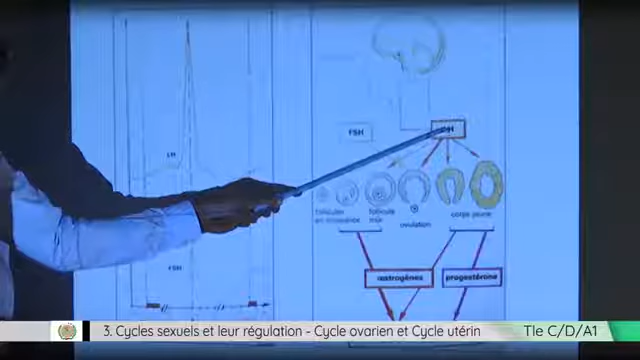 LH
FSH
FSH
LH
follicules
en croissance
follicule
mûr
ovulation
corps jaune
œstrogènes
progestérone
3. Cycles sexuels et leur régulation - Cycle ovarien et Cycle utérin
Tle C/D/A1